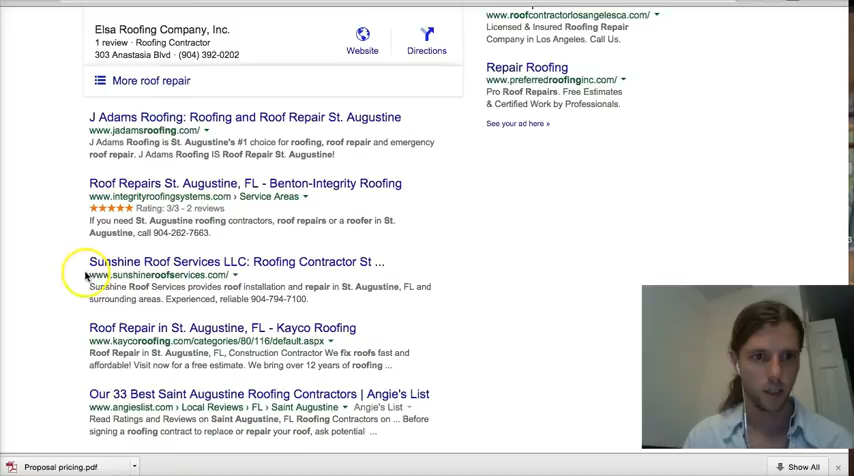 Elsa Roofing Company, Inc.
1 review · Roofing Contractor
303 Anastasia Blvd · (904) 392-0202
Website
Directions
More roof repair
J Adams Roofing: Roofing and Roof Repair St. Augustine
www.jadamsroofing.com/
J Adams Roofing is St. Augustine's #1 choice for roofing, roof repair and emergency
roof repair. J Adams Roofing IS Roof Repair St. Augustine!
Roof Repairs St. Augustine, FL - Benton-Integrity Roofing
www.integrityroofingsystems.com › Service Areas
Rating: 3/3 - 2 reviews
If you need St. Augustine roofing contractors, roof repairs or a roofer in St.
Augustine, call 904-262-7663.
Sunshine Roof Services LLC: Roofing Contractor St ...
www.sunshineroofservices.com/
Sunshine Roof Services provides roof installation and repair in St. Augustine, FL and
surrounding areas. Experienced, reliable 904-794-7100.
Roof Repair in St. Augustine, FL - Kayco Roofing
www.kaycoroofing.com/categories/80/116/default.aspx
Roof Repair in St. Augustine, FL, Construction Contractor We fix roofs fast and
affordable! Visit now for a free estimate. We bring over 12 years of roofing ...
Our 33 Best Saint Augustine Roofing Contractors | Angie's List
www.angieslist.com › Local Reviews › FL › Saint Augustine Angie's List
Read Ratings and Reviews on Saint Augustine, FL Roofing Contractors on ... Before
signing a roofing contract to replace or repair your roof, ask potential ...
www.roofcontractorlosangelesca.com/
Licensed & Insured Roofing Repair
Company in Los Angeles. Call Us.
Repair Roofing
www.preferredroofinginc.com/
Pro Roof Repairs. Free Estimates
& Certified Work by Professionals.
See your ad here »
Proposal pricing.pdf
Show All